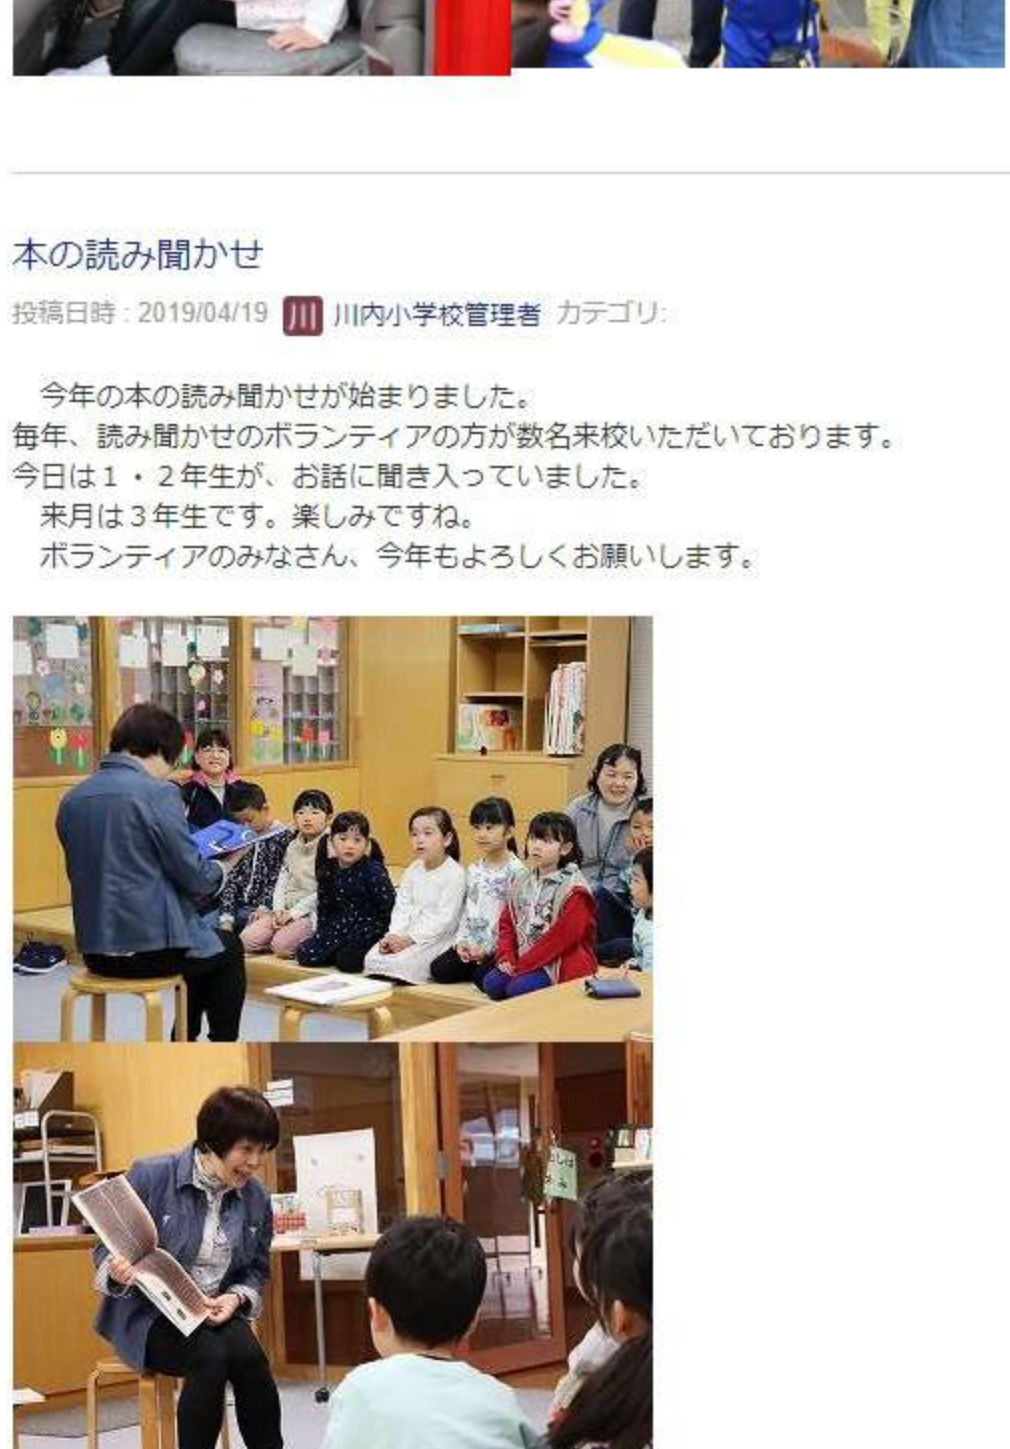 本の読み聞かせ
投稿日時 : 2019/04/19 川 川内小学校管理者 カテゴリ:
今年の本の読み聞かせが始まりました。
毎年、読み聞かせのボランティアの方が数名来校いただいております。
今日は１・２年生が、お話に聞き入っていました。
来月は３年生です。楽しみですね。
ボランティアのみなさん、今年もよろしくお願いします。